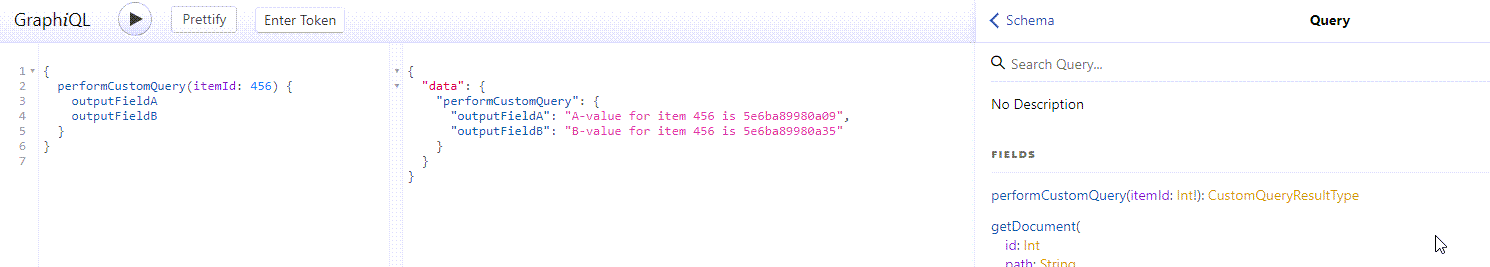 GraphiQL
Prettify
Enter Token
1 {
2 performCustomQuery(itemId: 456) {
3 outputFieldA
4 outputFieldB
5 }
6 }
7
{
"data": {
"performCustomQuery": {
"outputFieldA": "A-value for item 456 is 5e6ba89980a09",
"outputFieldB": "B-value for item 456 is 5e6ba89980a35"
}
}
}
Schema
Query
Search Query...
No Description
FIELDS
performCustomQuery(itemId: Int!): CustomQueryResultType
getDocument(
id: Int
path: String